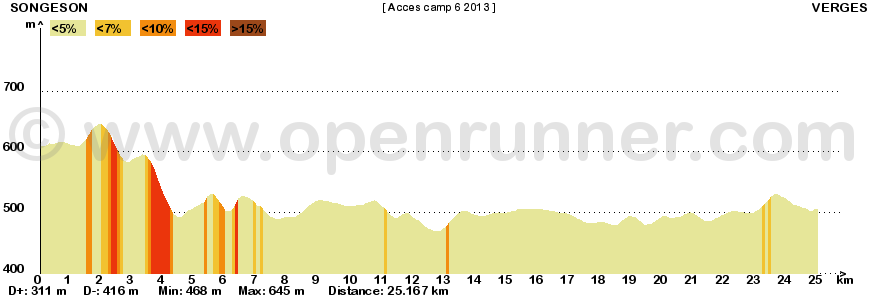 SONGESON [ Acces camp 6 2013 ] VERGES
m
<5% <7% <10% <15% >15%
700
© www.openrunner.com
600
500
400
0 1 2 3 4 5 6 7 8 9 10 11 12 13 14 15 16 17 18 19 20 21 22 23 24 25 km
D+: 311 m D-: 416 m Min: 468 m Max: 645 m Distance: 25.167 km